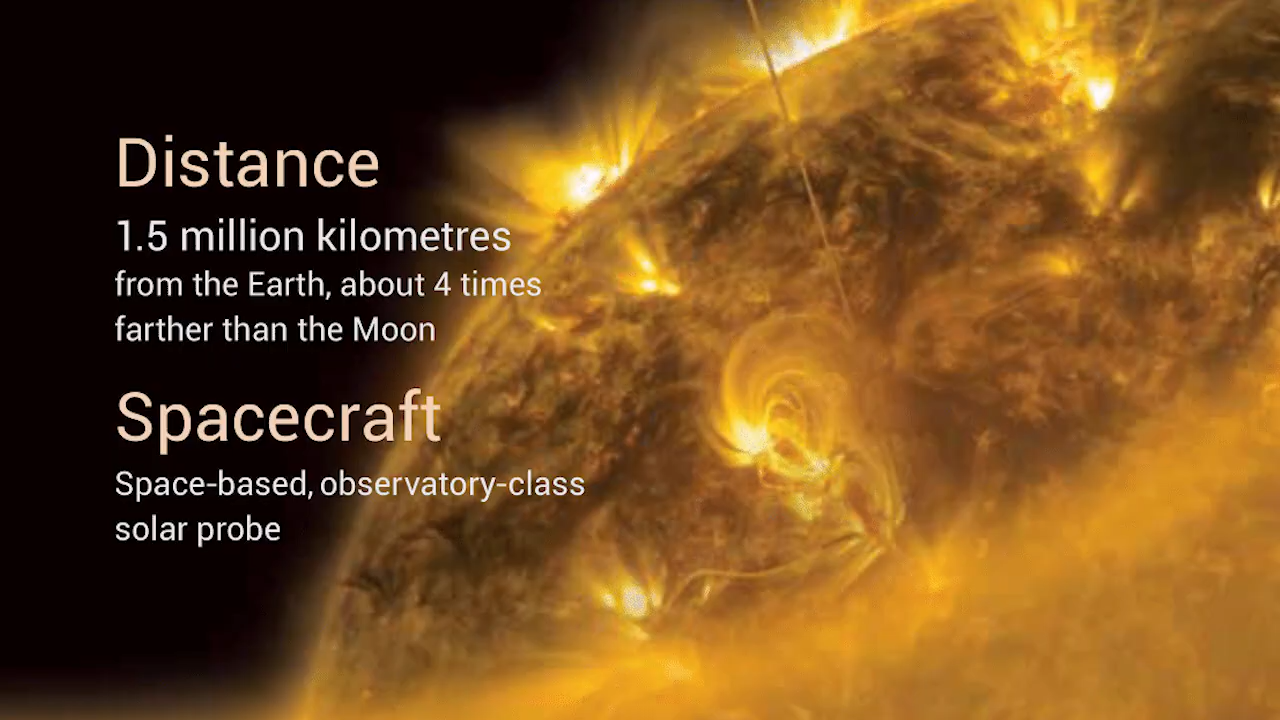 Distance
1.5 million kilometres
from the Earth, about 4 times
farther than the Moon
Spacecraft
Space-based, observatory-class
solar probe